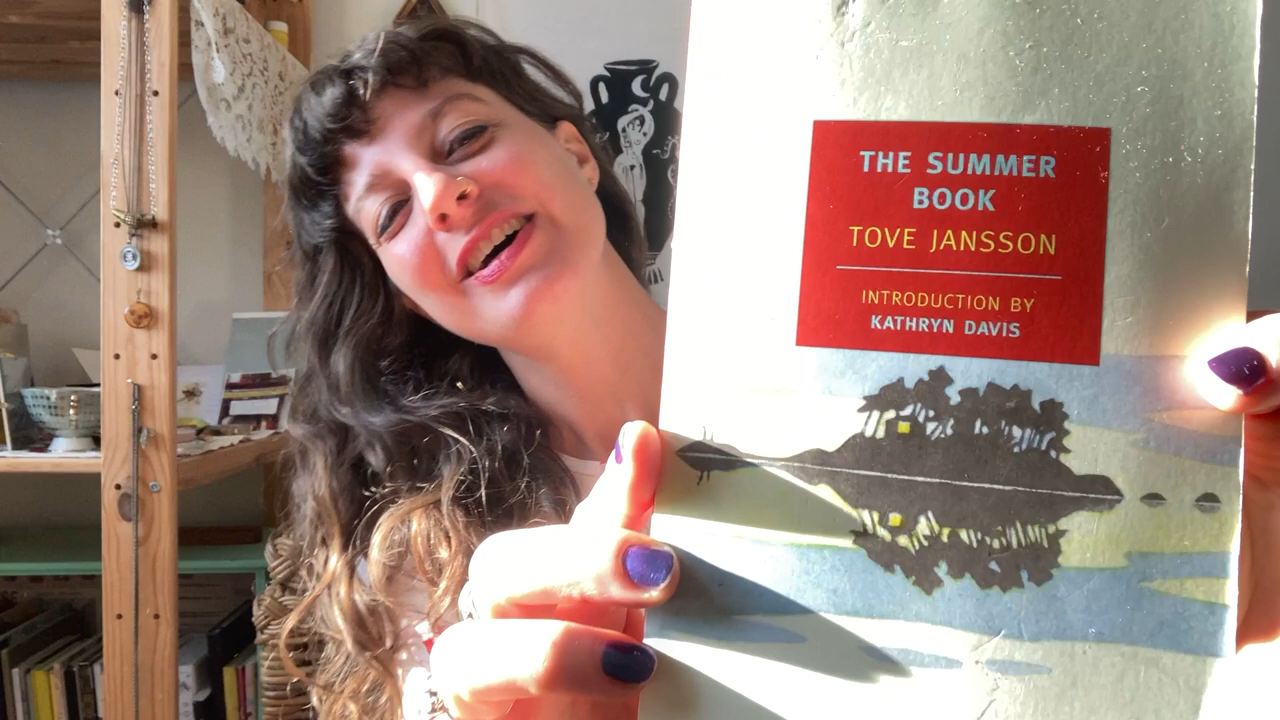 THE SUMMER
BOOK
TOVE JANSSON
INTRODUCTION BY
KATHRYN DAVIS